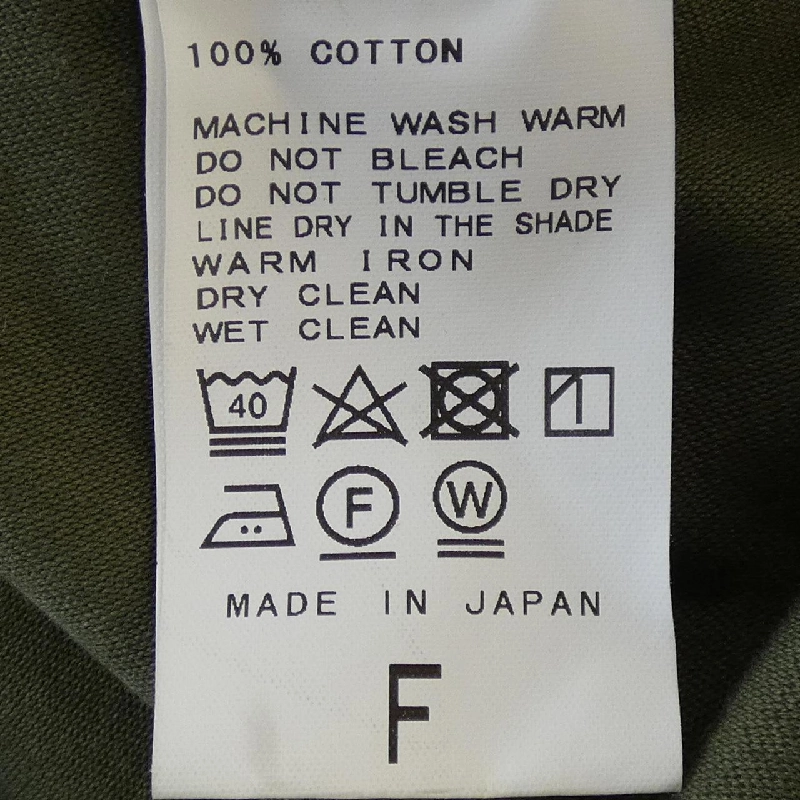 100% COTTON
MACHINE WASH WARM
DO NOT BLEACH
DO NOT TUMBLE DRY
LINE DRY IN THE SHADE
WARM IRON
DRY CLEAN
WET CLEAN
40
F W
MADE IN JAPAN
F